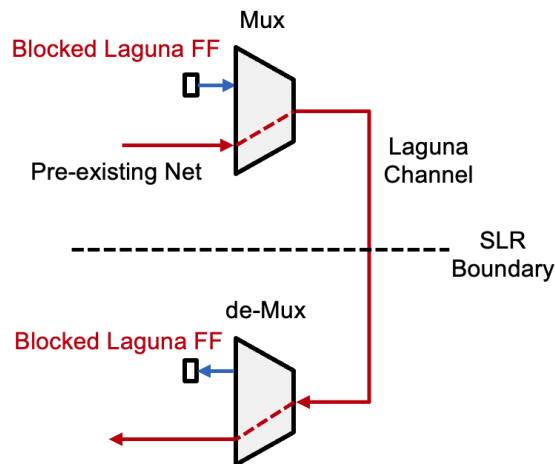 Mux
Blocked Laguna FF
Pre-existing Net
Laguna
Channel
SLR
Boundary
de-Mux
Blocked Laguna FF